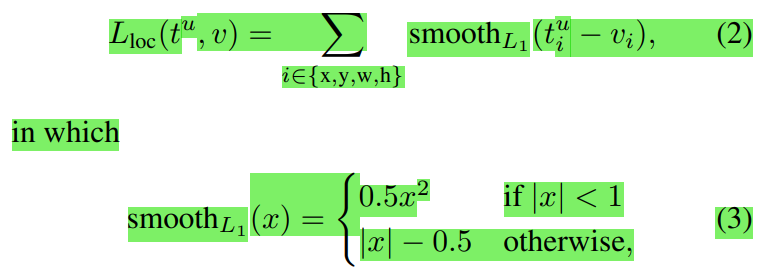 L_loc(t^u, v) = ∑_{i∈{x,y,w,h}} smooth_{L_1}(t_i^u − v_i), (2)
in which
smooth_{L_1}(x) = { 0.5x^2 if |x| < 1
|x| − 0.5 otherwise, (3)